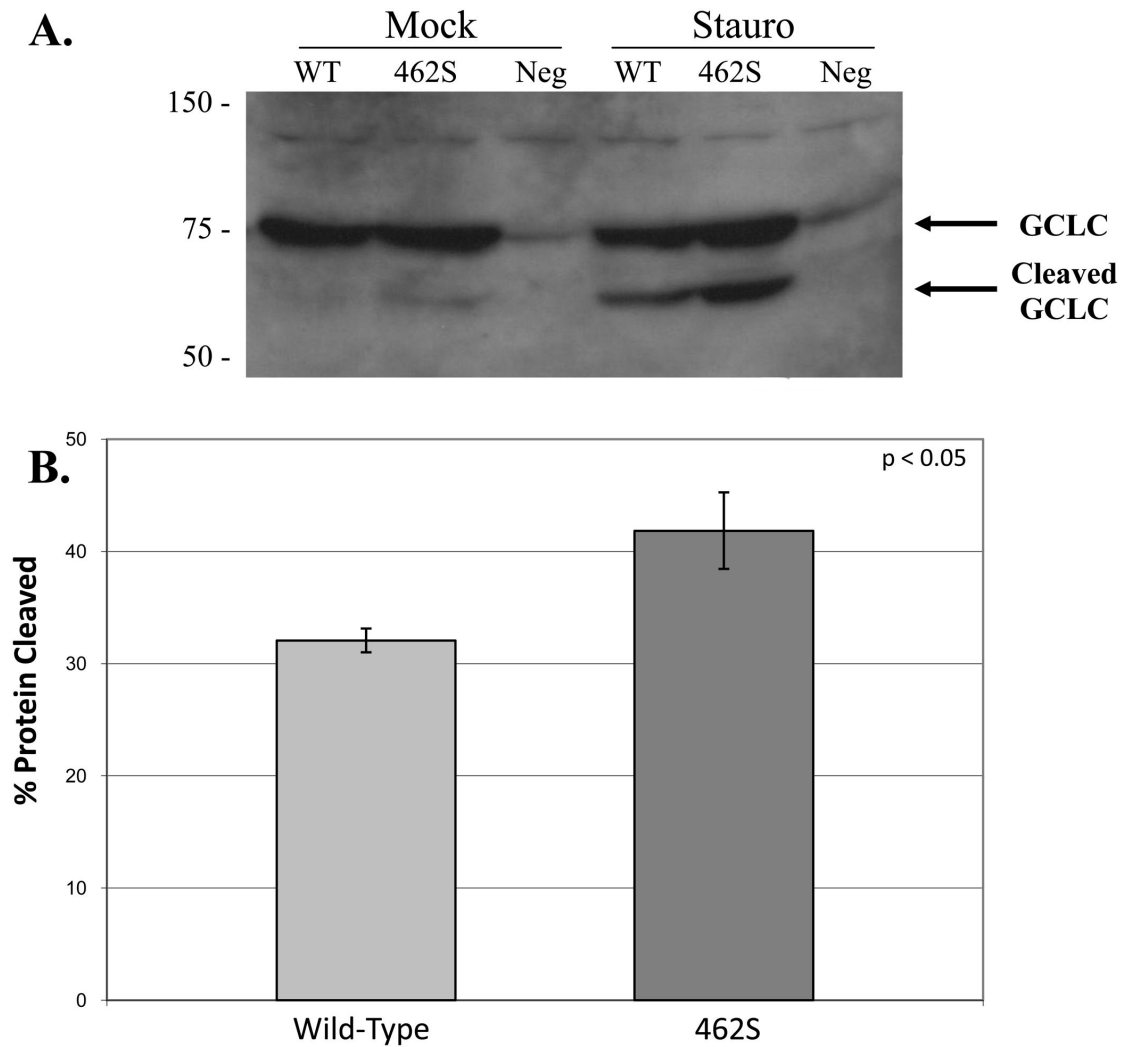 A.
Mock Stauro
WT 462S Neg WT 462S Neg
150 -
75 -
50 -
GCLC
Cleaved
GCLC
B.
p < 0.05
% Protein Cleaved
50
40
30
20
10
0
Wild-Type 462S